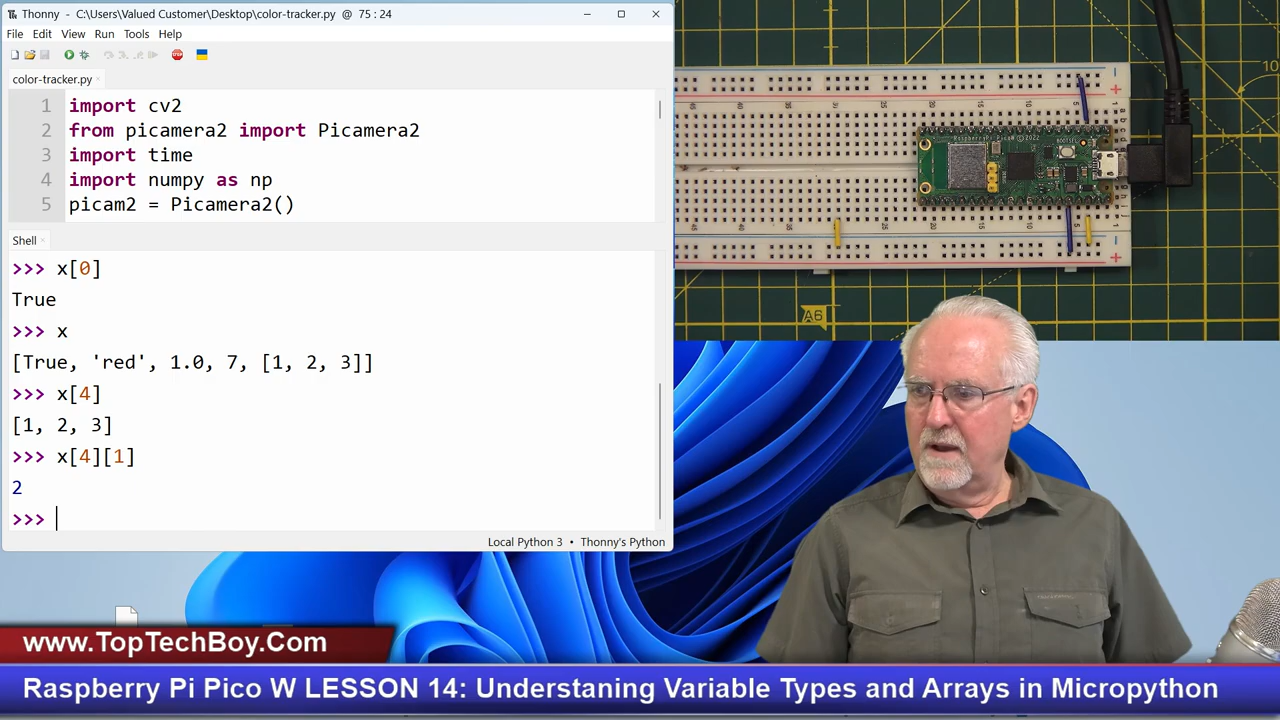 Thonny - C:\Users\Valued Customer\Desktop\color-tracker.py @ 75 : 24
File Edit View Run Tools Help
color-tracker.py
1 import cv2
2 from picamera2 import Picamera2
3 import time
4 import numpy as np
5 picam2 = Picamera2()
Shell
>>> x[0]
True
>>> x
[True, 'red', 1.0, 7, [1, 2, 3]]
>>> x[4]
[1, 2, 3]
>>> x[4][1]
2
>>>
Local Python 3 • Thonny's Python
10
A6
www.TopTechBoy.Com
Raspberry Pi Pico W LESSON 14: Understaning Variable Types and Arrays in Micropython